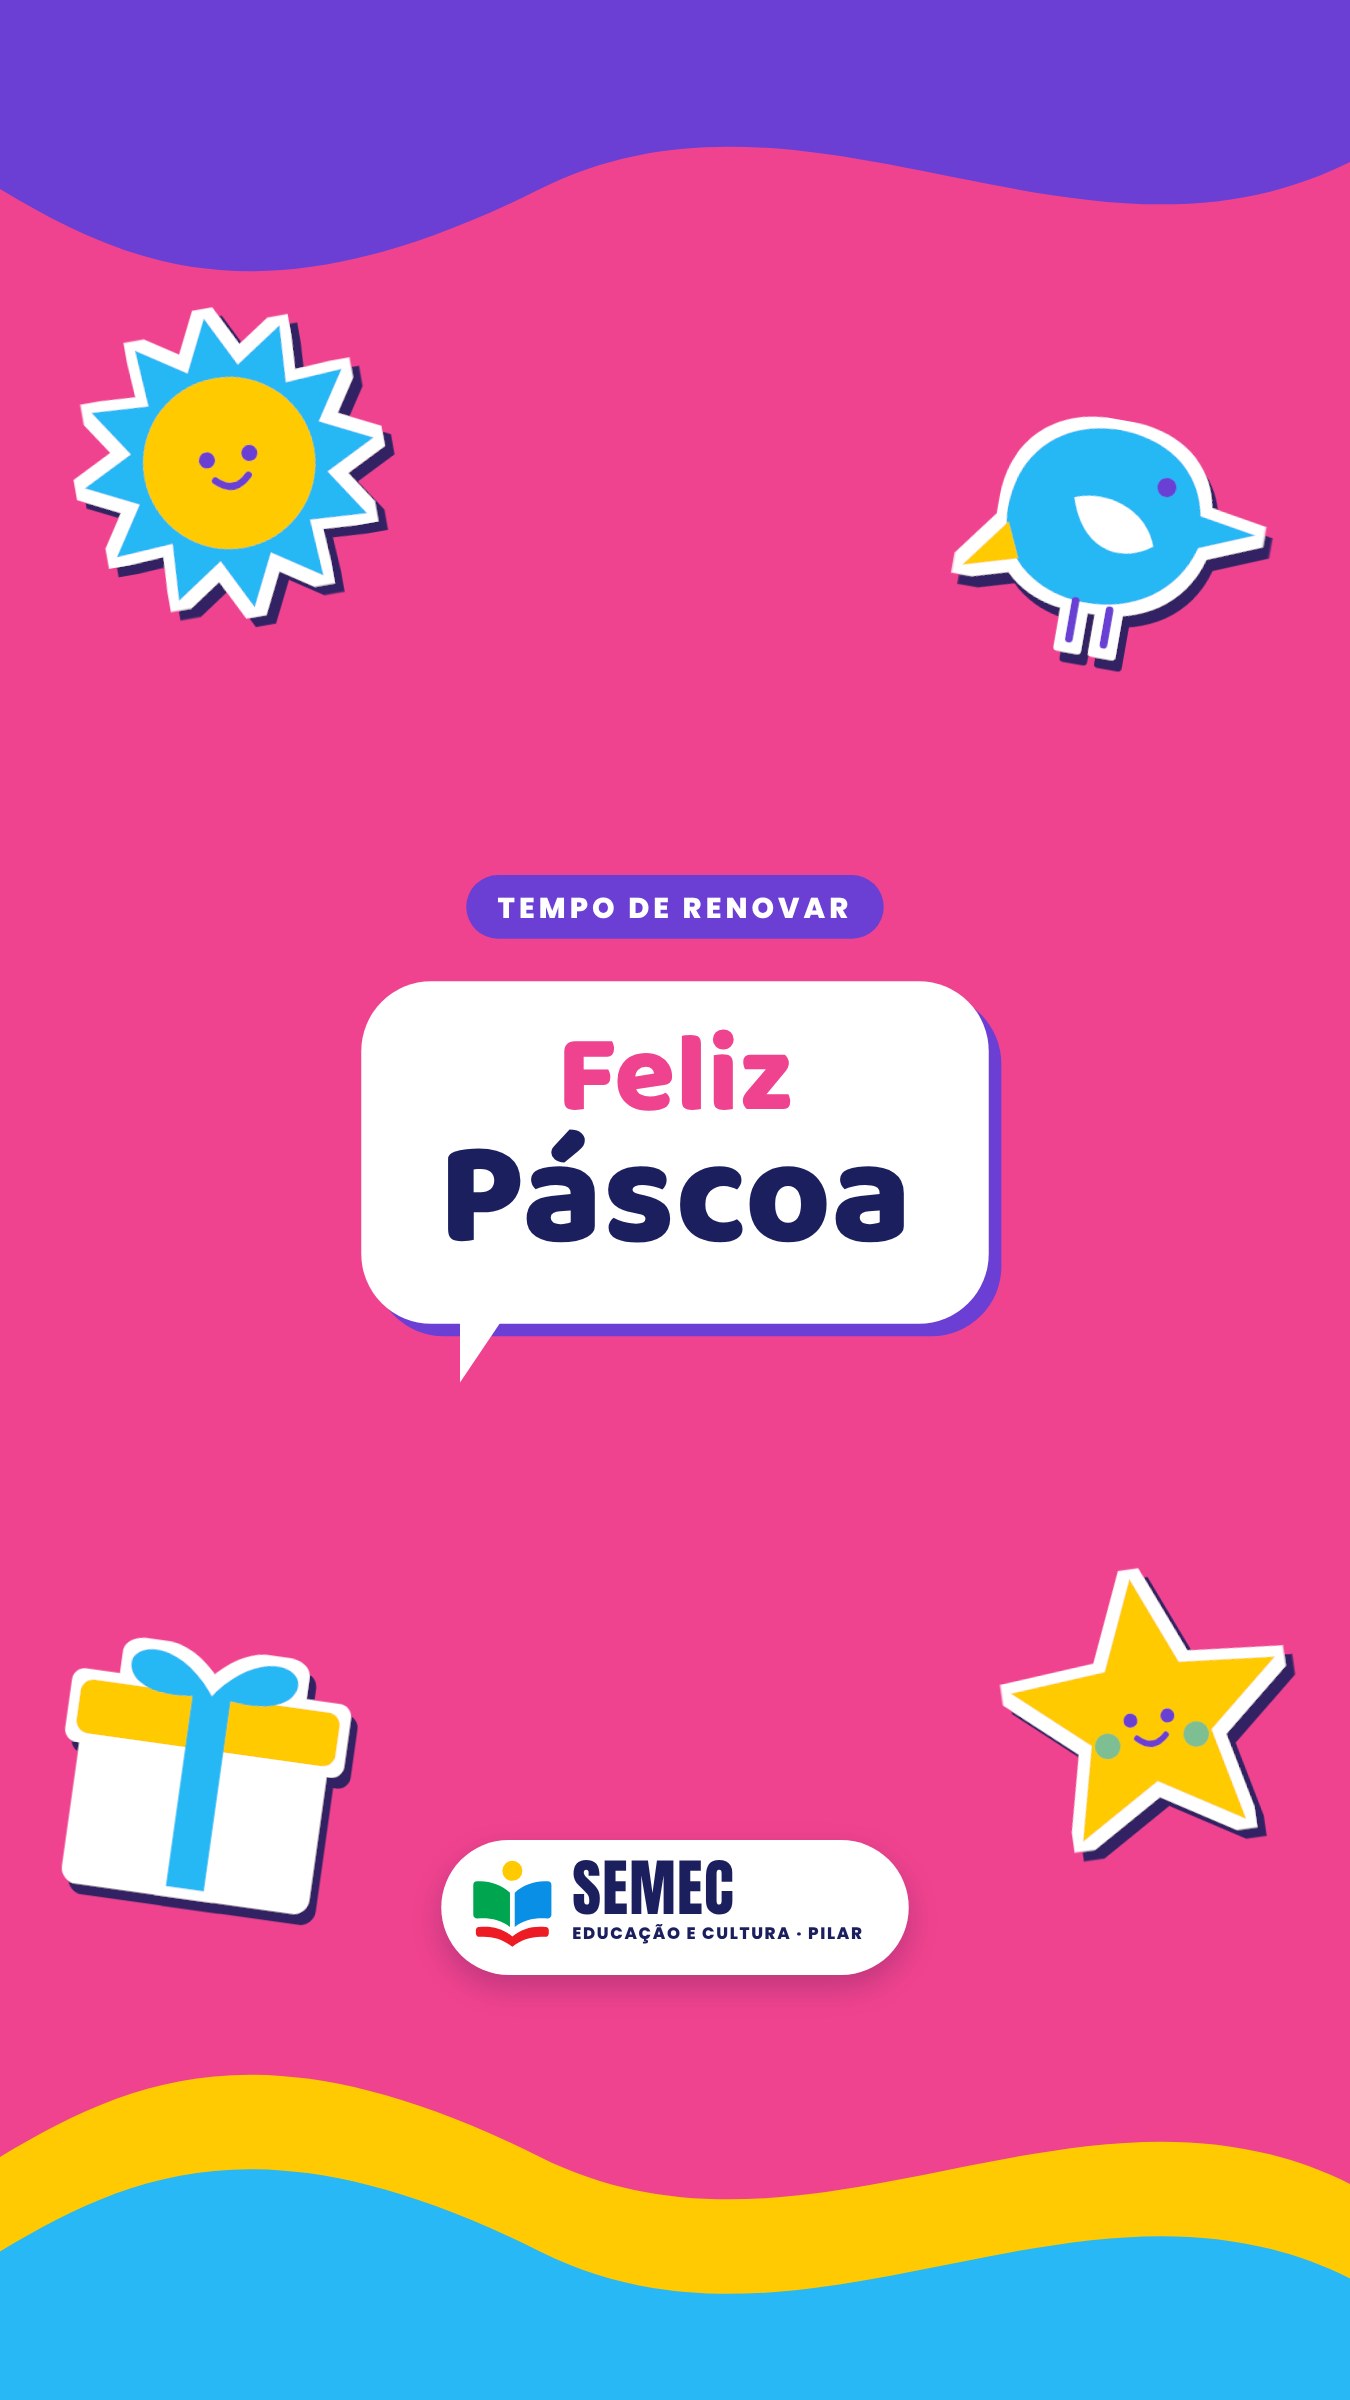 TEMPO DE RENOVAR
Feliz
Páscoa
SEMEC
EDUCAÇÃO E CULTURA · PILAR